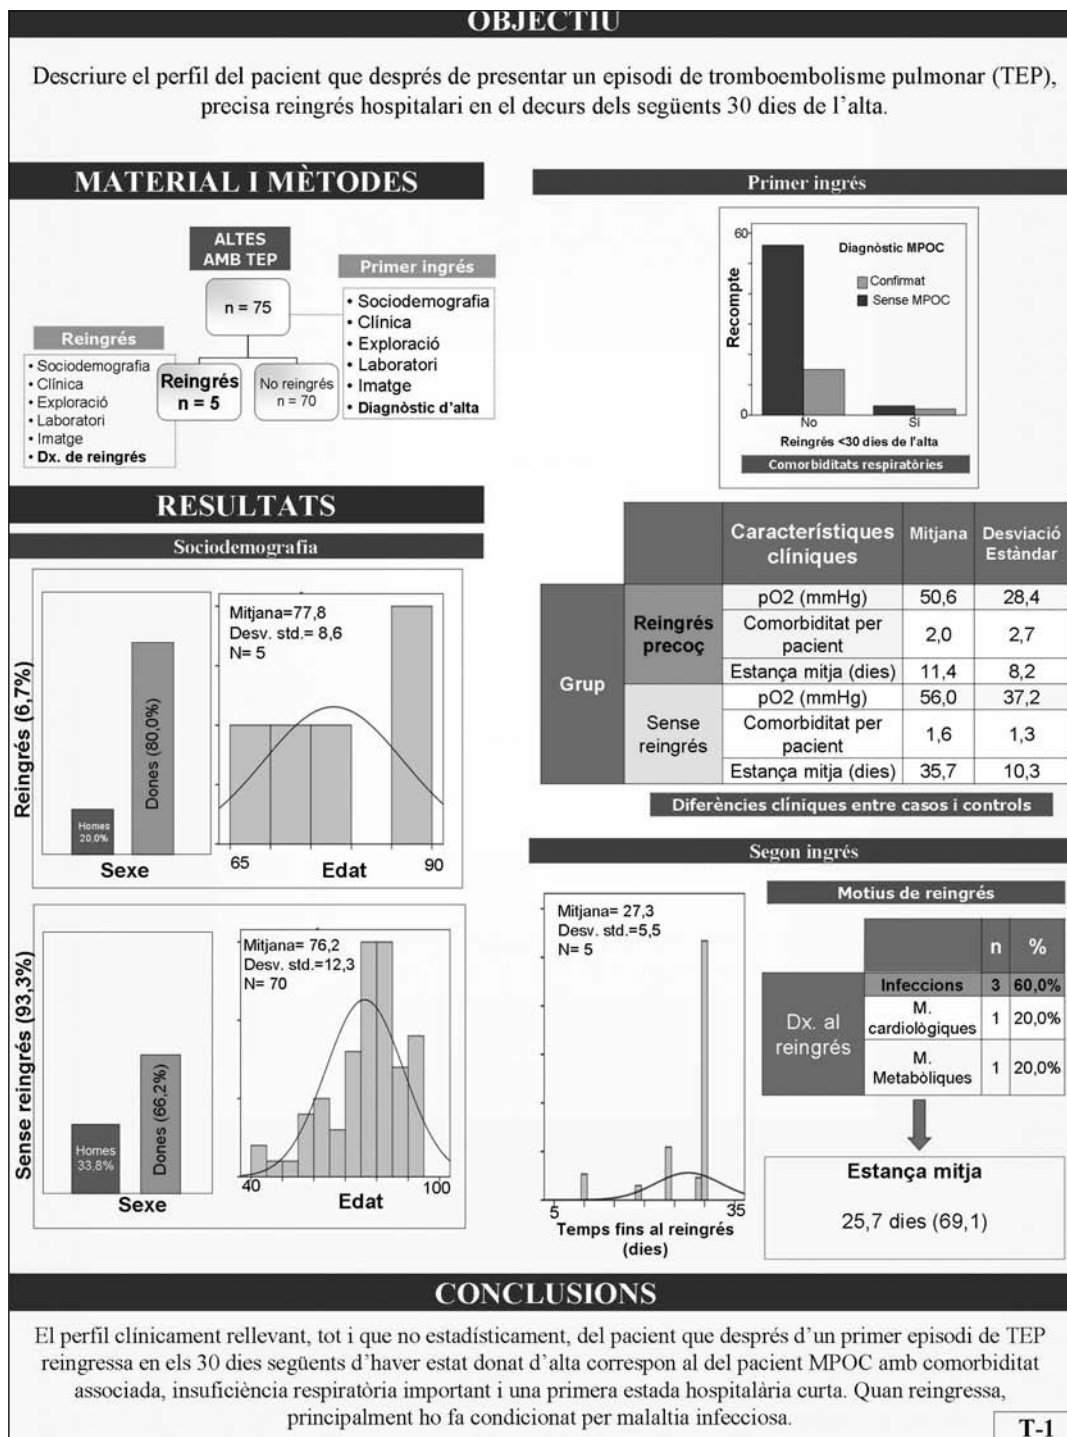 OBJECTIU
Descriure el perfil del pacient que després de presentar un episodi de tromboembolisme pulmonar (TEP),
precisa reingrés hospitalari en el decurs dels següents 30 dies de l'alta.
MATERIAL I MÈTODES
ALTES
AMB TEP
n = 75
Reingrés
n = 5
No reingrés
n = 70
Reingrés
• Sociodemografia
• Clínica
• Exploració
• Laboratori
• Imatge
• Dx. de reingrés
Primer ingrés
• Sociodemografia
• Clínica
• Exploració
• Laboratori
• Imatge
• Diagnòstic d'alta
RESULTATS
Sociodemografia
Reingrés (6,7%)
Homes
20,0%
Dones (80,0%)
Sexe
Mitjana=77,8
Desv. std.= 8,6
N= 5
65
90
Edat
Sense reingrés (93,3%)
Homes
33,8%
Dones (66,2%)
Sexe
Mitjana= 76,2
Desv. std.=12,3
N= 70
40
100
Edat
Primer ingrés
60
0
Recompte
Diagnòstic MPOC
Confirmat
Sense MPOC
No
Sí
Reingrés <30 dies de l'alta
Comorbiditats respiratòries
Característiques
clíniques
Mitjana
Desviació
Estàndar
Grup
Reingrés
precoç
pO2 (mmHg) 50,6 28,4
Comorbiditat per
pacient
2,0 2,7
Estança mitja (dies) 11,4 8,2
Sense
reingrés
pO2 (mmHg) 56,0 37,2
Comorbiditat per
pacient
1,6 1,3
Estança mitja (dies) 35,7 10,3
Diferències clíniques entre casos i controls
Segon ingrés
Mitjana= 27,3
Desv. std.=5,5
N= 5
5
35
Temps fins al reingrés
(dies)
Motius de reingrés
n %
Dx. al
reingrés
Infeccions 3 60,0%
M.
cardiològiques
1 20,0%
M.
Metabòliques
1 20,0%
Estança mitja
25,7 dies (69,1)
CONCLUSIONS
El perfil clínicament rellevant, tot i que no estadísticament, del pacient que després d'un primer episodi de TEP
reingressa en els 30 dies següents d'haver estat donat d'alta correspon al del pacient MPOC amb comorbiditat
associada, insuficiència respiratòria important i una primera estada hospitalària curta. Quan reingressa,
principalment ho fa condicionat per malaltia infecciosa.
T-1